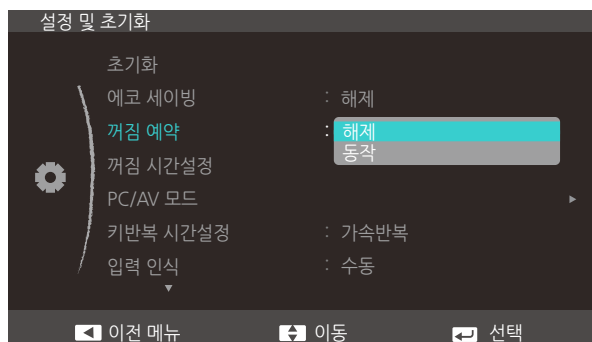 설정 및 초기화
초기화
에코 세이빙 : 해제
꺼짐 예약 : 해제
동작
꺼짐 시간설정
PC/AV 모드
키반복 시간설정 : 가속반복
입력 인식 : 수동
이전 메뉴 이동 선택